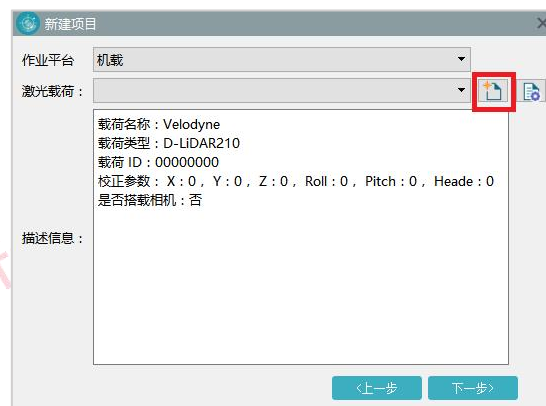 新建项目
作业平台 机载
激光载荷：
载荷名称：Velodyne
载荷类型：D-LiDAR210
载荷 ID：00000000
校正参数： X：0， Y：0， Z：0， Roll：0， Pitch：0， Heade：0
是否搭载相机：否
描述信息：
<上一步 下一步>